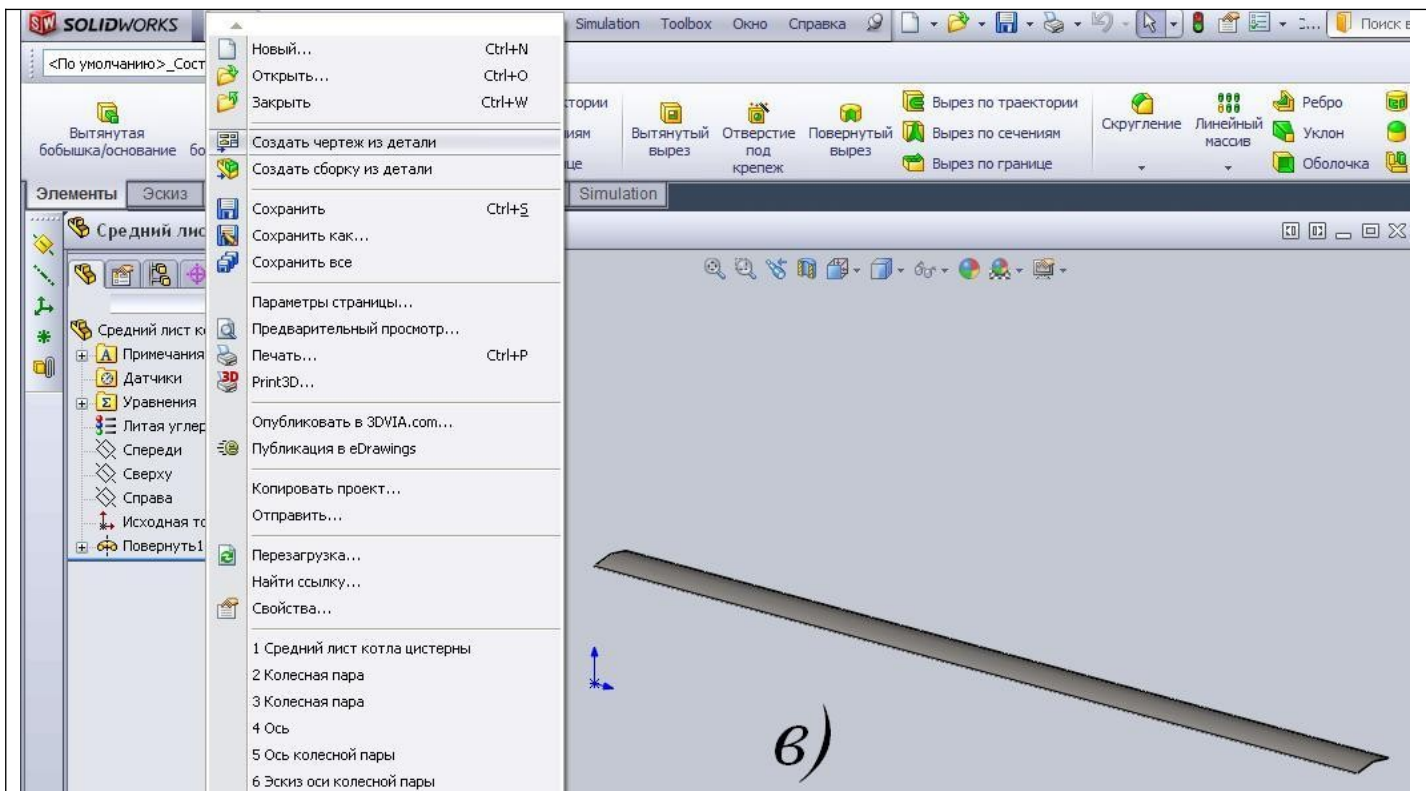 SOLIDWORKS
Simulation Toolbox Окно Справка
Поиск в
<По умолчанию>_Сост
Новый... Ctrl+N
Открыть... Ctrl+O
Закрыть Ctrl+W
Создать чертеж из детали
Создать сборку из детали
Сохранить Ctrl+S
Сохранить как...
Сохранить все
Параметры страницы...
Предварительный просмотр...
Печать... Ctrl+P
Print3D...
Опубликовать в 3DVIA.com...
Публикация в eDrawings
Копировать проект...
Отправить...
Перезагрузка...
Найти ссылку...
Свойства...
1 Средний лист котла цистерны
2 Колесная пара
3 Колесная пара
4 Ось
5 Ось колесной пары
6 Эскиз оси колесной пары
Вытянутая
бобышка/основание
Вытянутый
вырез
Отверстие
под
крепеж
Повернутый
вырез
Вырез по траектории
Вырез по сечениям
Вырез по границе
Скругление
Линейный
массив
Ребро
Уклон
Оболочка
Элементы Эскиз Simulation
Средний лис
Средний лист к
Примечания
Датчики
Уравнения
Литая углер
Спереди
Сверху
Справа
Исходная то
Повернуть1
в)